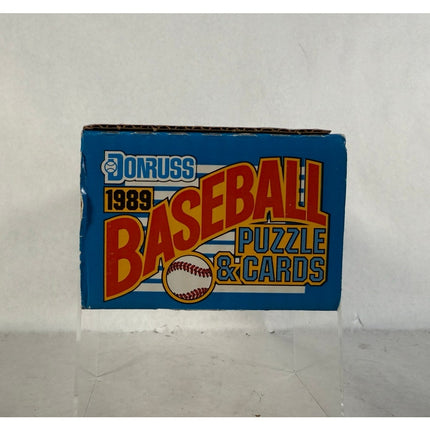 DONRUSS
1989
BASEBALL
PUZZLE
& CARDS